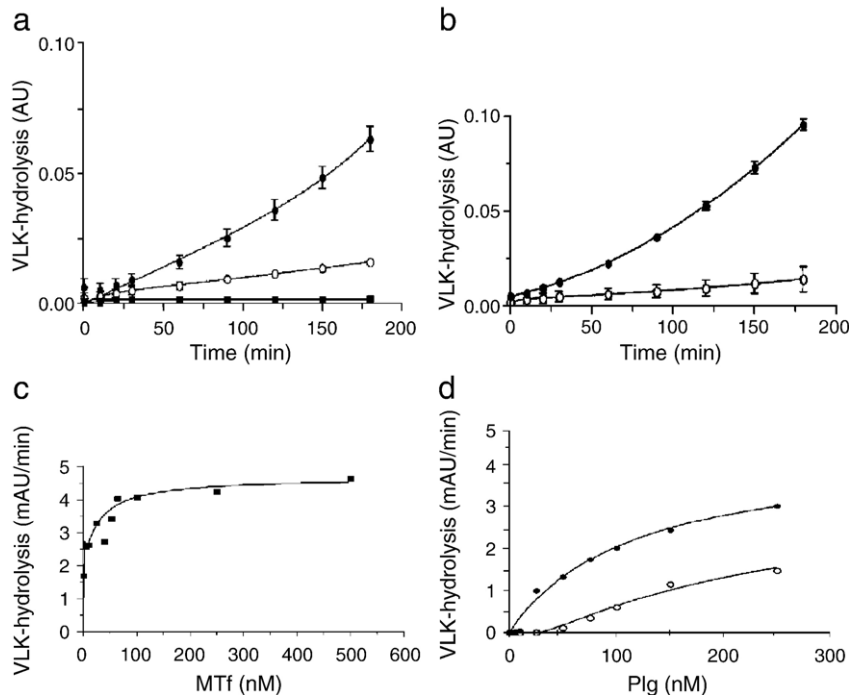 a
VLK-hydrolysis (AU)
0.10
0.05
0.00
0 50 100 150 200
Time (min)
b
VLK-hydrolysis (AU)
0.10
0.05
0.00
0 50 100 150 200
Time (min)
c
VLK-hydrolysis (mAU/min)
5
4
3
2
1
0
0 100 200 300 400 500 600
MTf (nM)
d
VLK-hydrolysis (mAU/min)
5
4
3
2
1
0
0 100 200 300
Plg (nM)